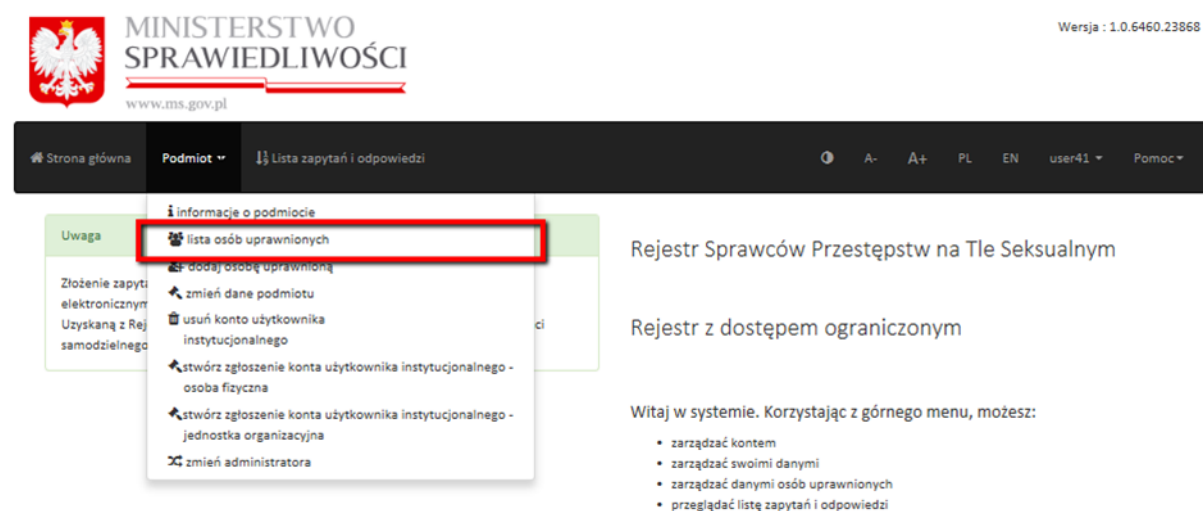 MINISTERSTWO
SPRAWIEDLIWOŚCI
www.ms.gov.pl
Wersja : 1.0.6460.23868
Strona główna Podmiot Lista zapytań i odpowiedzi A- A+ PL EN user41 Pomoc
informacje o podmiocie
lista osób uprawnionych
dodaj osobę uprawnioną
zmień dane podmiotu
usuń konto użytkownika
instytucjonalnego
stwórz zgłoszenie konta użytkownika instytucjonalnego -
osoba fizyczna
stwórz zgłoszenie konta użytkownika instytucjonalnego -
jednostka organizacyjna
zmień administratora
Uwaga
Złożenie
elektronicznym
Uzyskaną z
samodzielnego
Rejestr Sprawców Przestępstw na Tle Seksualnym
Rejestr z dostępem ograniczonym
Witaj w systemie. Korzystając z górnego menu, możesz:
• zarządzać kontem
• zarządzać swoimi danymi
• zarządzać danymi osób uprawnionych
• przeglądać listę zapytań i odpowiedzi